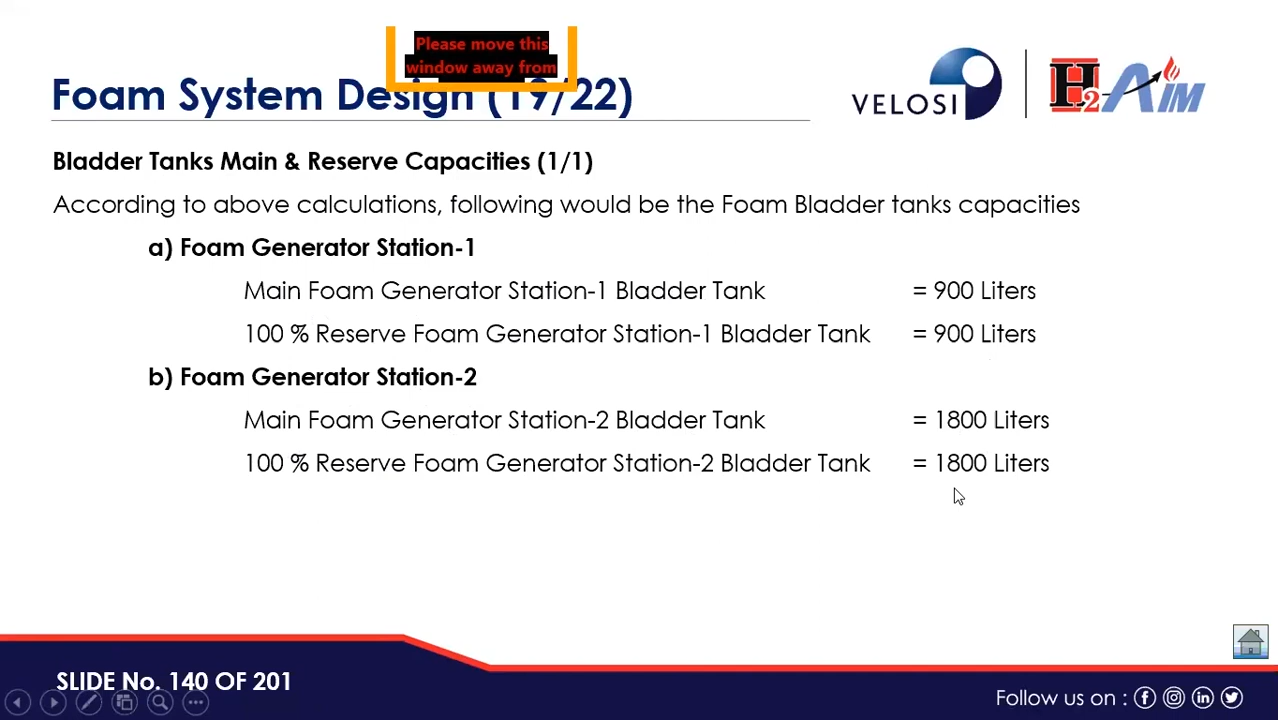 Please move this
window away from
Foam System Design (19/22)
VELOSI
H2AIM
Bladder Tanks Main & Reserve Capacities (1/1)
According to above calculations, following would be the Foam Bladder tanks capacities
a) Foam Generator Station-1
Main Foam Generator Station-1 Bladder Tank = 900 Liters
100 % Reserve Foam Generator Station-1 Bladder Tank = 900 Liters
b) Foam Generator Station-2
Main Foam Generator Station-2 Bladder Tank = 1800 Liters
100 % Reserve Foam Generator Station-2 Bladder Tank = 1800 Liters
SLIDE No. 140 OF 201
Follow us on :